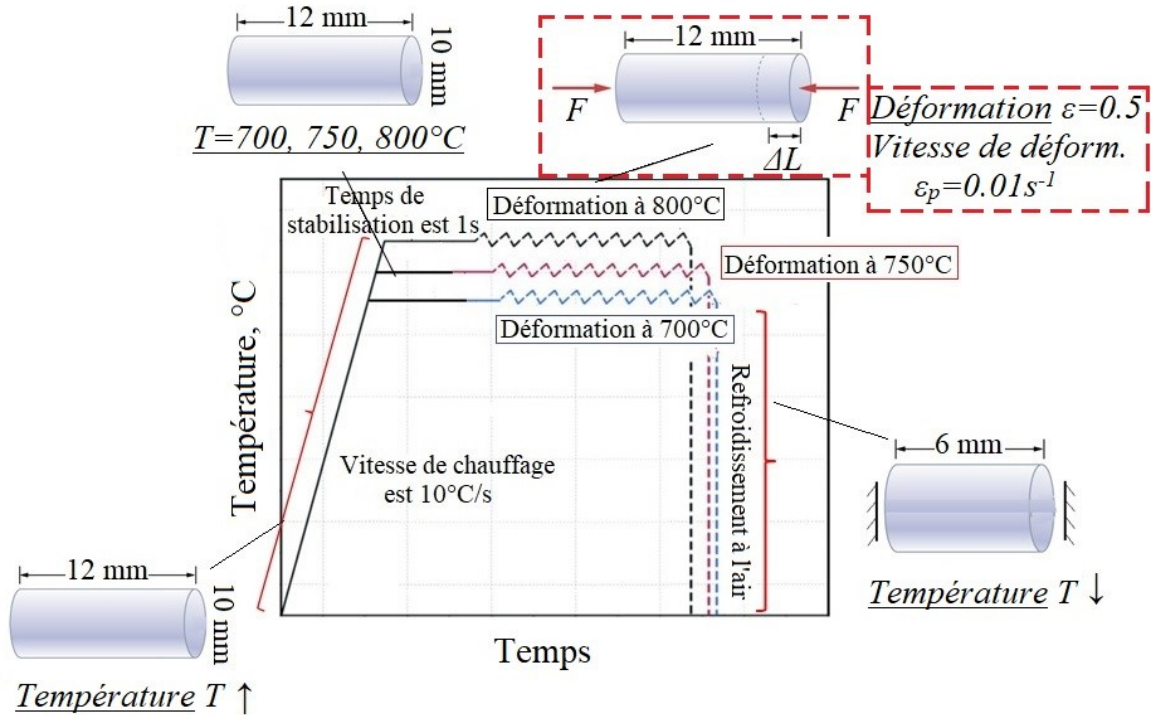 12 mm
10 mm
T=700, 750, 800°C
12 mm
F
F
ΔL
Déformation ε=0.5
Vitesse de déform.
εp=0.01s⁻¹
Temps de
stabilisation est 1s
Déformation à 800°C
Déformation à 750°C
Déformation à 700°C
Température, °C
Vitesse de chauffage
est 10°C/s
Refroidissement à l'air
6 mm
Température T ↓
12 mm
10 mm
Température T ↑
Temps